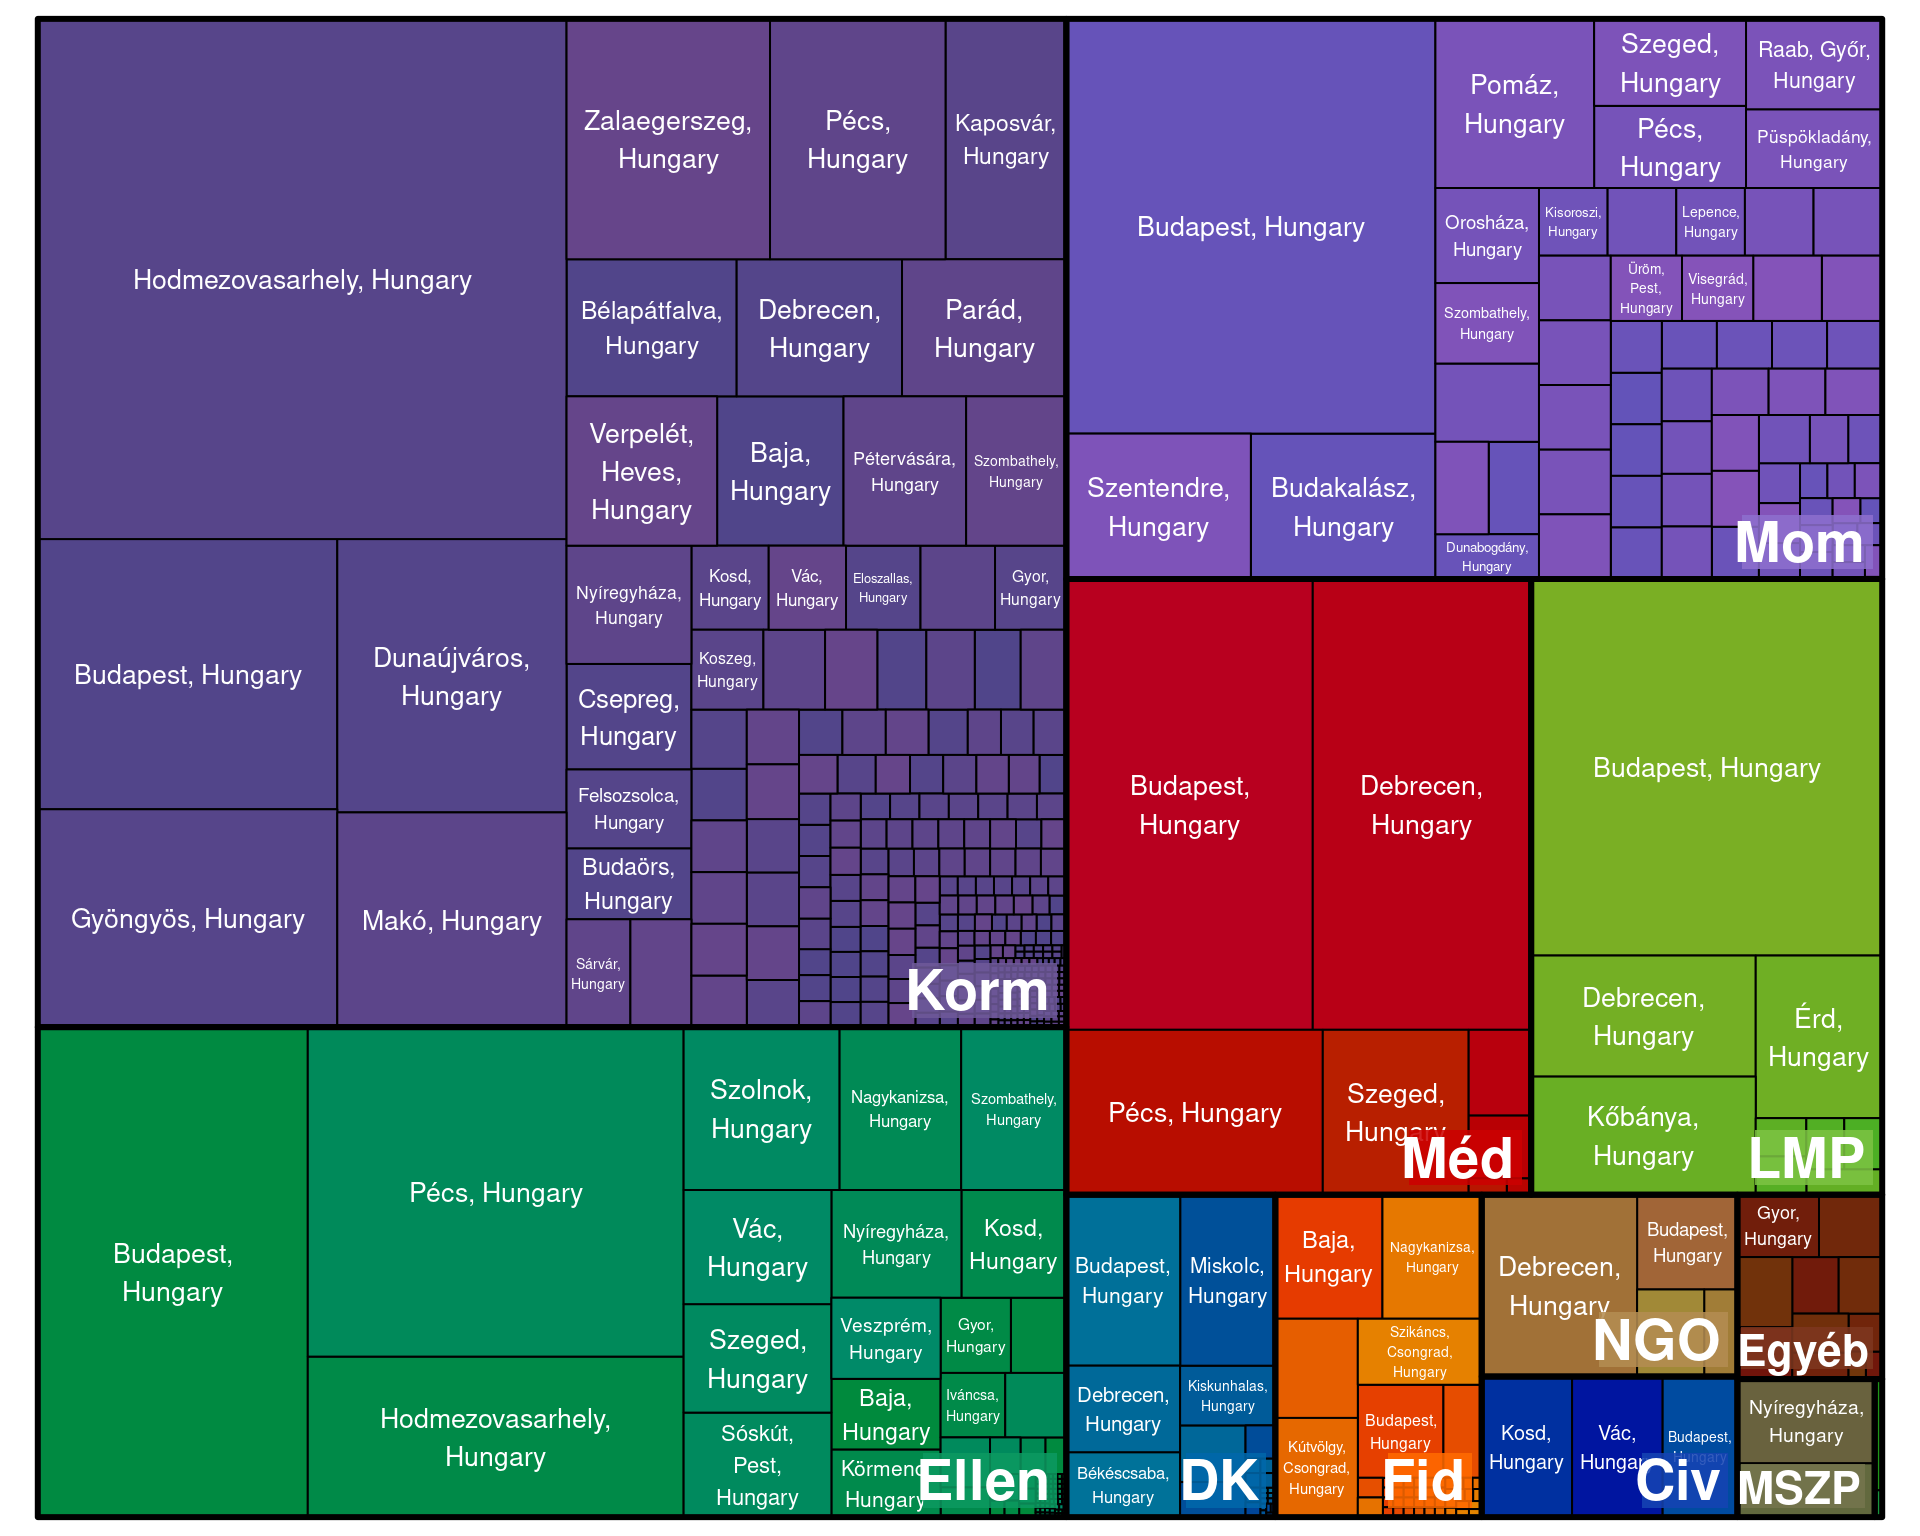 Hodmezovasarhely, Hungary
Zalaegerszeg,
Hungary
Pécs,
Hungary
Kaposvár,
Hungary
Bélapátfalva,
Hungary
Debrecen,
Hungary
Parád,
Hungary
Verpelét,
Heves,
Hungary
Baja,
Hungary
Pétervására,
Hungary
Szombathely,
Hungary
Budapest, Hungary
Dunaújváros,
Hungary
Gyöngyös, Hungary
Makó, Hungary
Nyíregyháza,
Hungary
Kosd,
Hungary
Vác,
Hungary
Eloszallas,
Hungary
Gyor,
Hungary
Koszeg,
Hungary
Csepreg,
Hungary
Felsozsolca,
Hungary
Budaörs,
Hungary
Sárvár,
Hungary
Korm
Budapest, Hungary
Pomáz,
Hungary
Szeged,
Hungary
Raab, Győr,
Hungary
Pécs,
Hungary
Püspökladány,
Hungary
Orosháza,
Hungary
Kisoroszi,
Hungary
Lepence,
Hungary
Szombathely,
Hungary
Üröm,
Pest,
Hungary
Visegrád,
Hungary
Szentendre,
Hungary
Budakalász,
Hungary
Dunabogdány,
Hungary
Mom
Budapest,
Hungary
Debrecen,
Hungary
Pécs, Hungary
Szeged,
Hungary
Méd
Budapest, Hungary
Debrecen,
Hungary
Érd,
Hungary
Kőbánya,
Hungary
LMP
Budapest,
Hungary
Pécs, Hungary
Hodmezovasarhely,
Hungary
Szolnok,
Hungary
Nagykanizsa,
Hungary
Szombathely,
Hungary
Vác,
Hungary
Nyíregyháza,
Hungary
Kosd,
Hungary
Szeged,
Hungary
Veszprém,
Hungary
Gyor,
Hungary
Baja,
Hungary
Iváncsa,
Hungary
Sóskút,
Pest,
Hungary
Körmend,
Hungary
Ellen
Budapest,
Hungary
Miskolc,
Hungary
Debrecen,
Hungary
Kiskunhalas,
Hungary
Békéscsaba,
Hungary
DK
Baja,
Hungary
Nagykanizsa,
Hungary
Szikáncs,
Csongrad,
Hungary
Budapest,
Hungary
Kútvölgy,
Csongrad,
Hungary
Fid
Debrecen,
Hungary
Budapest,
Hungary
NGO
Gyor,
Hungary
Egyéb
Kosd,
Hungary
Vác,
Hungary
Budapest,
Hungary
Civ
Nyíregyháza,
Hungary
MSZP